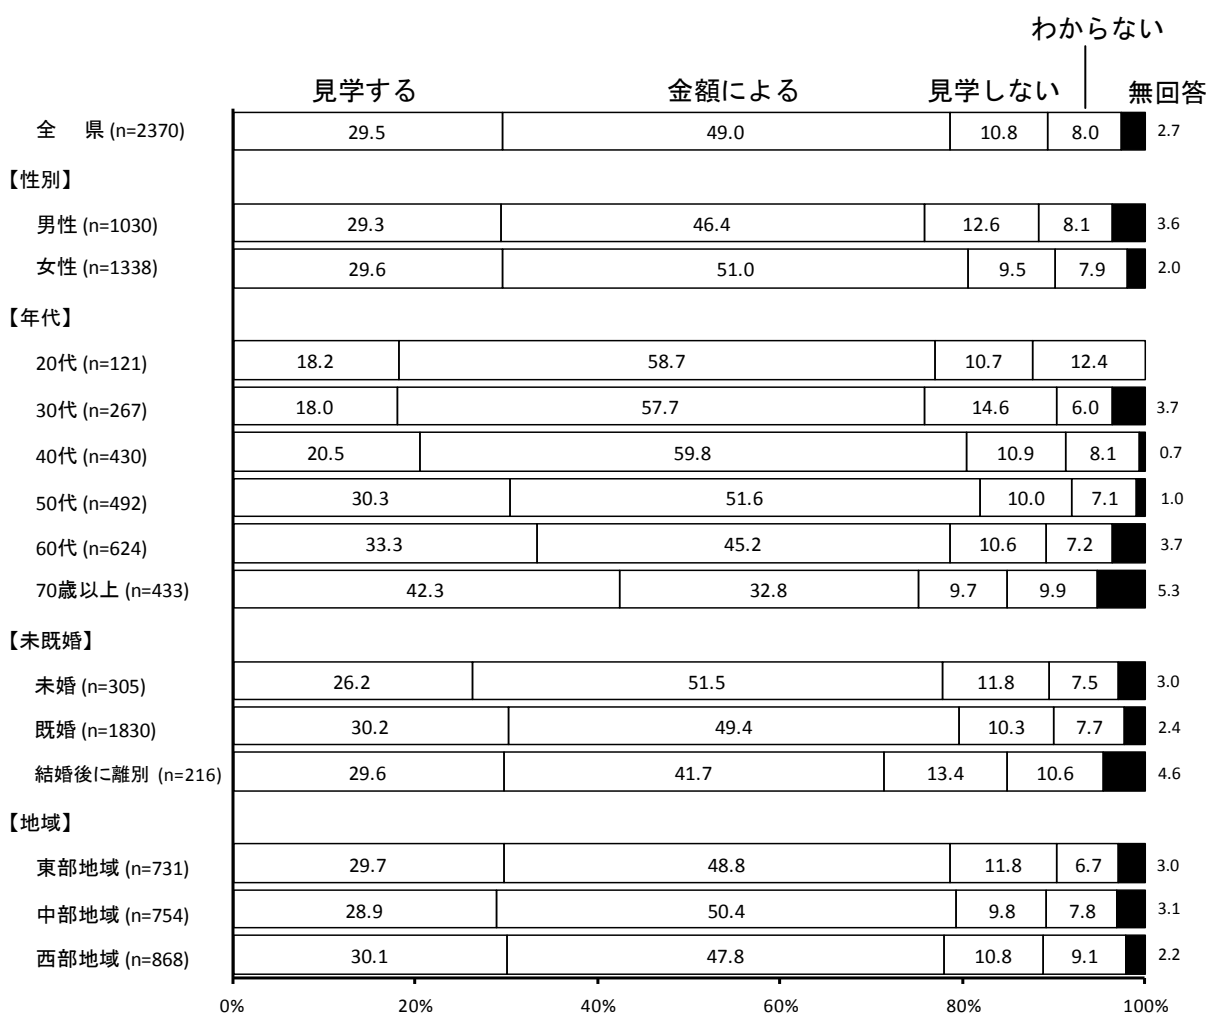 わからない
見学する 金額による 見学しない 無回答
全 県 (n=2370) 29.5 49.0 10.8 8.0 2.7
【性別】
男性 (n=1030) 29.3 46.4 12.6 8.1 3.6
女性 (n=1338) 29.6 51.0 9.5 7.9 2.0
【年代】
20代 (n=121) 18.2 58.7 10.7 12.4
30代 (n=267) 18.0 57.7 14.6 6.0 3.7
40代 (n=430) 20.5 59.8 10.9 8.1 0.7
50代 (n=492) 30.3 51.6 10.0 7.1 1.0
60代 (n=624) 33.3 45.2 10.6 7.2 3.7
70歳以上 (n=433) 42.3 32.8 9.7 9.9 5.3
【未既婚】
未婚 (n=305) 26.2 51.5 11.8 7.5 3.0
既婚 (n=1830) 30.2 49.4 10.3 7.7 2.4
結婚後に離別 (n=216) 29.6 41.7 13.4 10.6 4.6
【地域】
東部地域 (n=731) 29.7 48.8 11.8 6.7 3.0
中部地域 (n=754) 28.9 50.4 9.8 7.8 3.1
西部地域 (n=868) 30.1 47.8 10.8 9.1 2.2
0% 20% 40% 60% 80% 100%